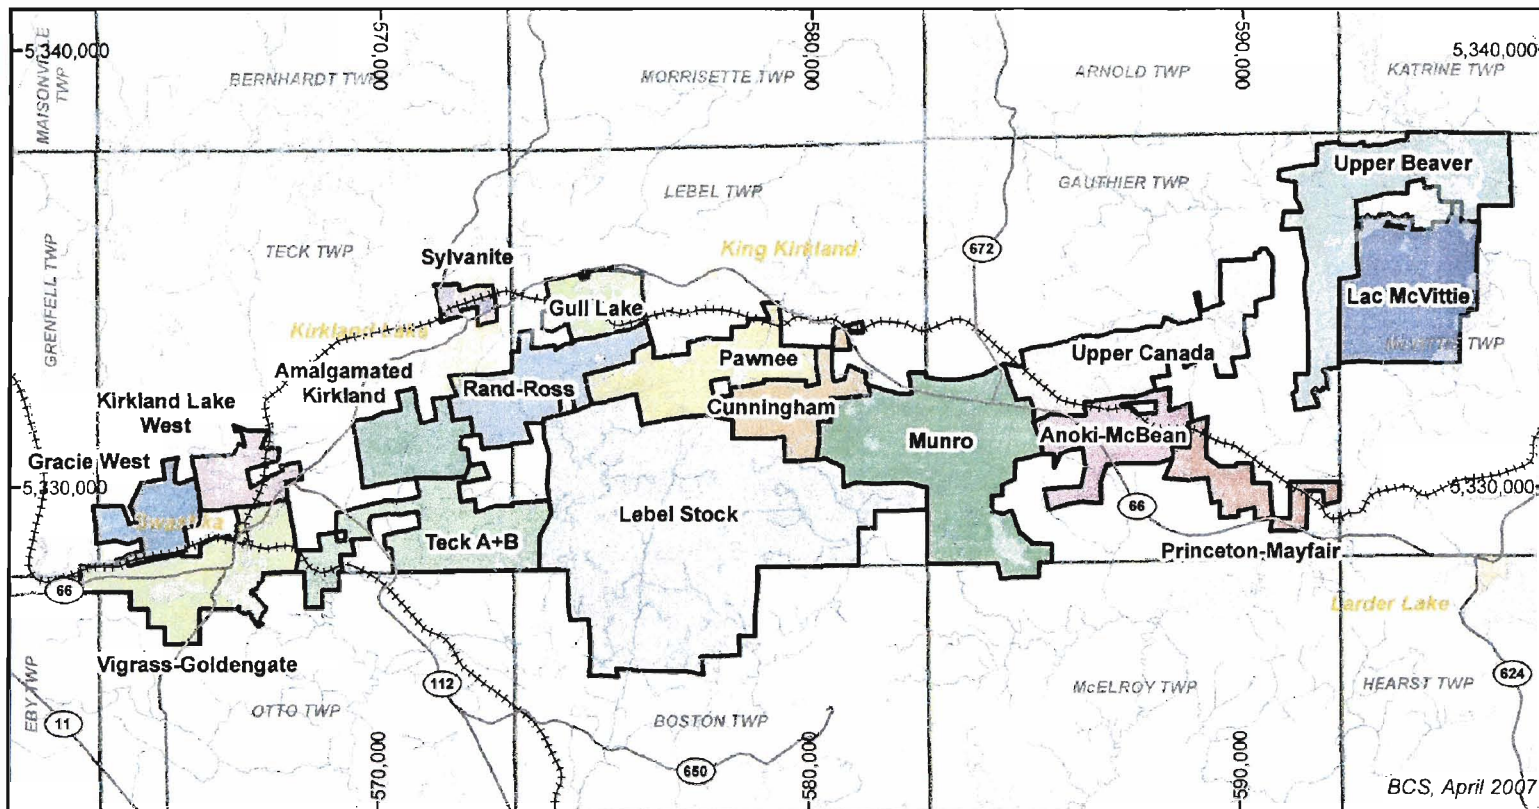 570,000
580,000
590,000
5,340,000
5,340,000
MAISONVILLE
TWP
BERNHARDT TWP
MORRISETTE TWP
ARNOLD TWP
KATRINE TWP
Upper Beaver
LEBEL TWP
GAUTHIER TWP
GRENFELL TWP
TECK TWP
Sylvanite
King Kirkland
672
Gull Lake
Lac McVittie
Kirkland Lake
McVITTIE TWP
Upper Canada
Pawnee
Amalgamated
Kirkland
Rand-Ross
Kirkland Lake
West
Cunningham
Munro
Anoki-McBean
Gracie West
5,330,000
5,330,000
66
Swastika
Lebel Stock
Teck A+B
Princeton-Mayfair
66
Larder Lake
Vigrass-Goldengate
112
McELROY TWP
HEARST TWP
624
EBY TWP
11
OTTO TWP
BOSTON TWP
650
570,000
580,000
590,000
BCS, April 2007